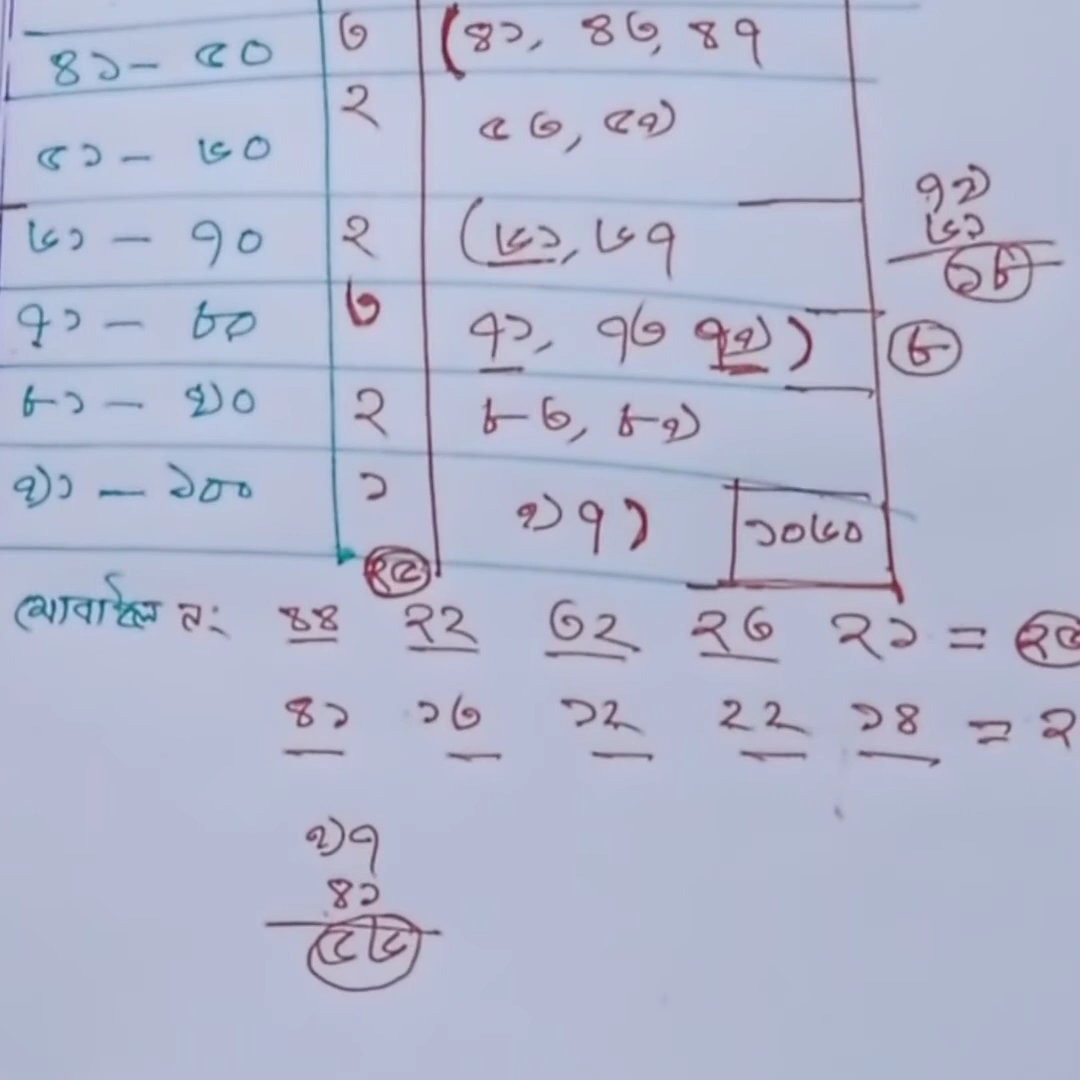 ৪১ – ৫০ ৩ (৪১, ৪৩, ৪৭
৫১ – ৬০ ২ ৫৩, ৫৯)
৬১ – ৭০ ২ (৬১, ৬৭
৭৯
৬১
১৮
৭১ – ৮০ ৩ ৭১, ৭৩ ৭৯)
৮
৮১ – ৯০ ২ ৮৩, ৮৯
৯১ – ১০০ ১ ৯৭) ১০৬০
২৫
মোবাইল নং: ৪৪ ২২ ৩২ ২৩ ২১ = ২৫
৪১ ১৩ ১২ ২২ ১৪ = ২
৯৭
৪১
৫৬